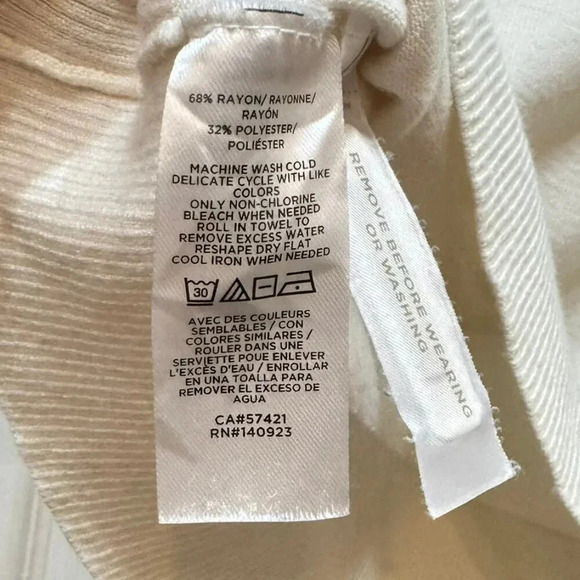 68% RAYON/ RAYONNE/
RAYÓN
32% POLYESTER/
POLIÉSTER
MACHINE WASH COLD
DELICATE CYCLE WITH LIKE
COLORS
ONLY NON-CHLORINE
BLEACH WHEN NEEDED
ROLL IN TOWEL TO
REMOVE EXCESS WATER
RESHAPE DRY FLAT
COOL IRON WHEN NEEDED
30
AVEC DES COULEURS
SEMBLABLES / CON
COLORES SIMILARES /
ROULER DANS UNE
SERVIETTE POUE ENLEVER
L'EXCÈS D'EAU / ENROLLAR
EN UNA TOALLA PARA
REMOVER EL EXCESO DE
AGUA
CA#57421
RN#140923
REMOVE BEFORE WEARING
OR WASHING